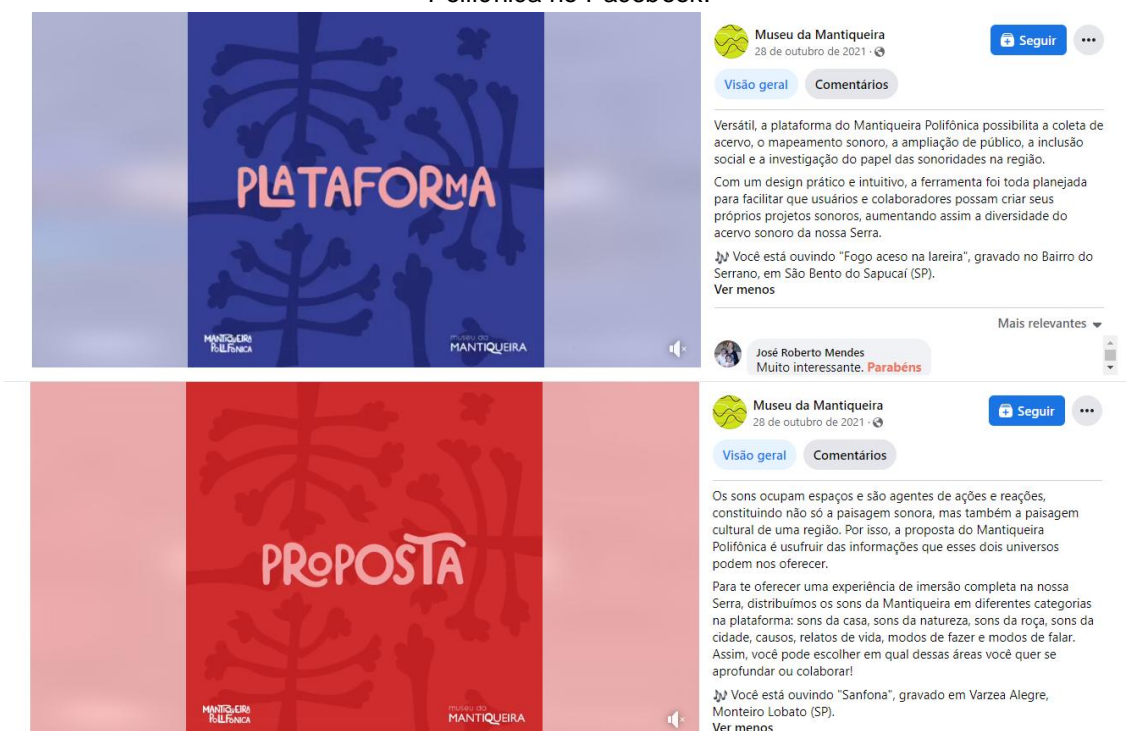 Polifônica no Facebook.
PLATAFORMA
MANTIQUEIRA
POLIFÔNICA
museu da
MANTIQUEIRA
Museu da Mantiqueira
28 de outubro de 2021 ·
Seguir
Visão geral
Comentários
Versátil, a plataforma do Mantiqueira Polifônica possibilita a coleta de
acervo, o mapeamento sonoro, a ampliação de público, a inclusão
social e a investigação do papel das sonoridades na região.
Com um design prático e intuitivo, a ferramenta foi toda planejada
para facilitar que usuários e colaboradores possam criar seus
próprios projetos sonoros, aumentando assim a diversidade do
acervo sonoro da nossa Serra.
🎶 Você está ouvindo "Fogo aceso na lareira", gravado no Bairro do
Serrano, em São Bento do Sapucaí (SP).
Ver menos
Mais relevantes
José Roberto Mendes
Muito interessante. Parabéns
PROPOSTA
MANTIQUEIRA
POLIFÔNICA
museu do
MANTIQUEIRA
Museu da Mantiqueira
28 de outubro de 2021 ·
Seguir
Visão geral
Comentários
Os sons ocupam espaços e são agentes de ações e reações,
constituindo não só a paisagem sonora, mas também a paisagem
cultural de uma região. Por isso, a proposta do Mantiqueira
Polifônica é usufruir das informações que esses dois universos
podem nos oferecer.
Para te oferecer uma experiência de imersão completa na nossa
Serra, distribuímos os sons da Mantiqueira em diferentes categorias
na plataforma: sons da casa, sons da natureza, sons da roça, sons da
cidade, causos, relatos de vida, modos de fazer e modos de falar.
Assim, você pode escolher em qual dessas áreas você quer se
aprofundar ou colaborar!
🎶 Você está ouvindo "Sanfona", gravado em Varzea Alegre,
Monteiro Lobato (SP).
Ver menos